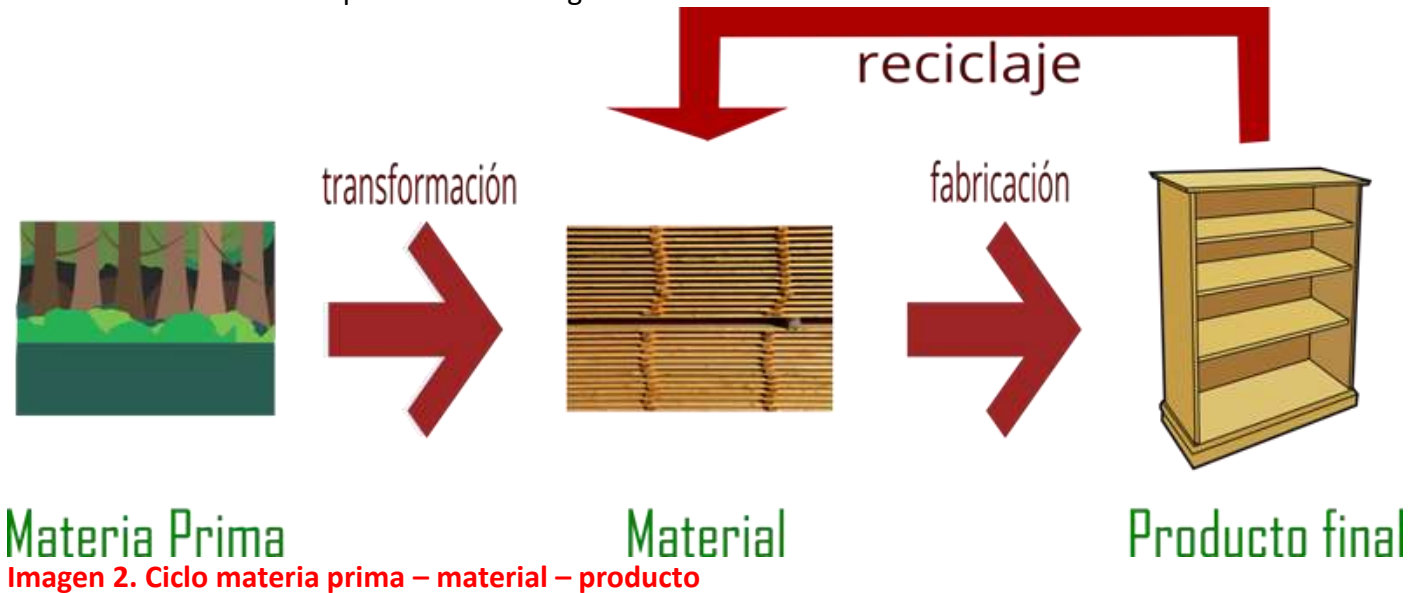 reciclaje
transformación
fabricación
Materia Prima
Material
Producto final
Imagen 2. Ciclo materia prima – material – producto